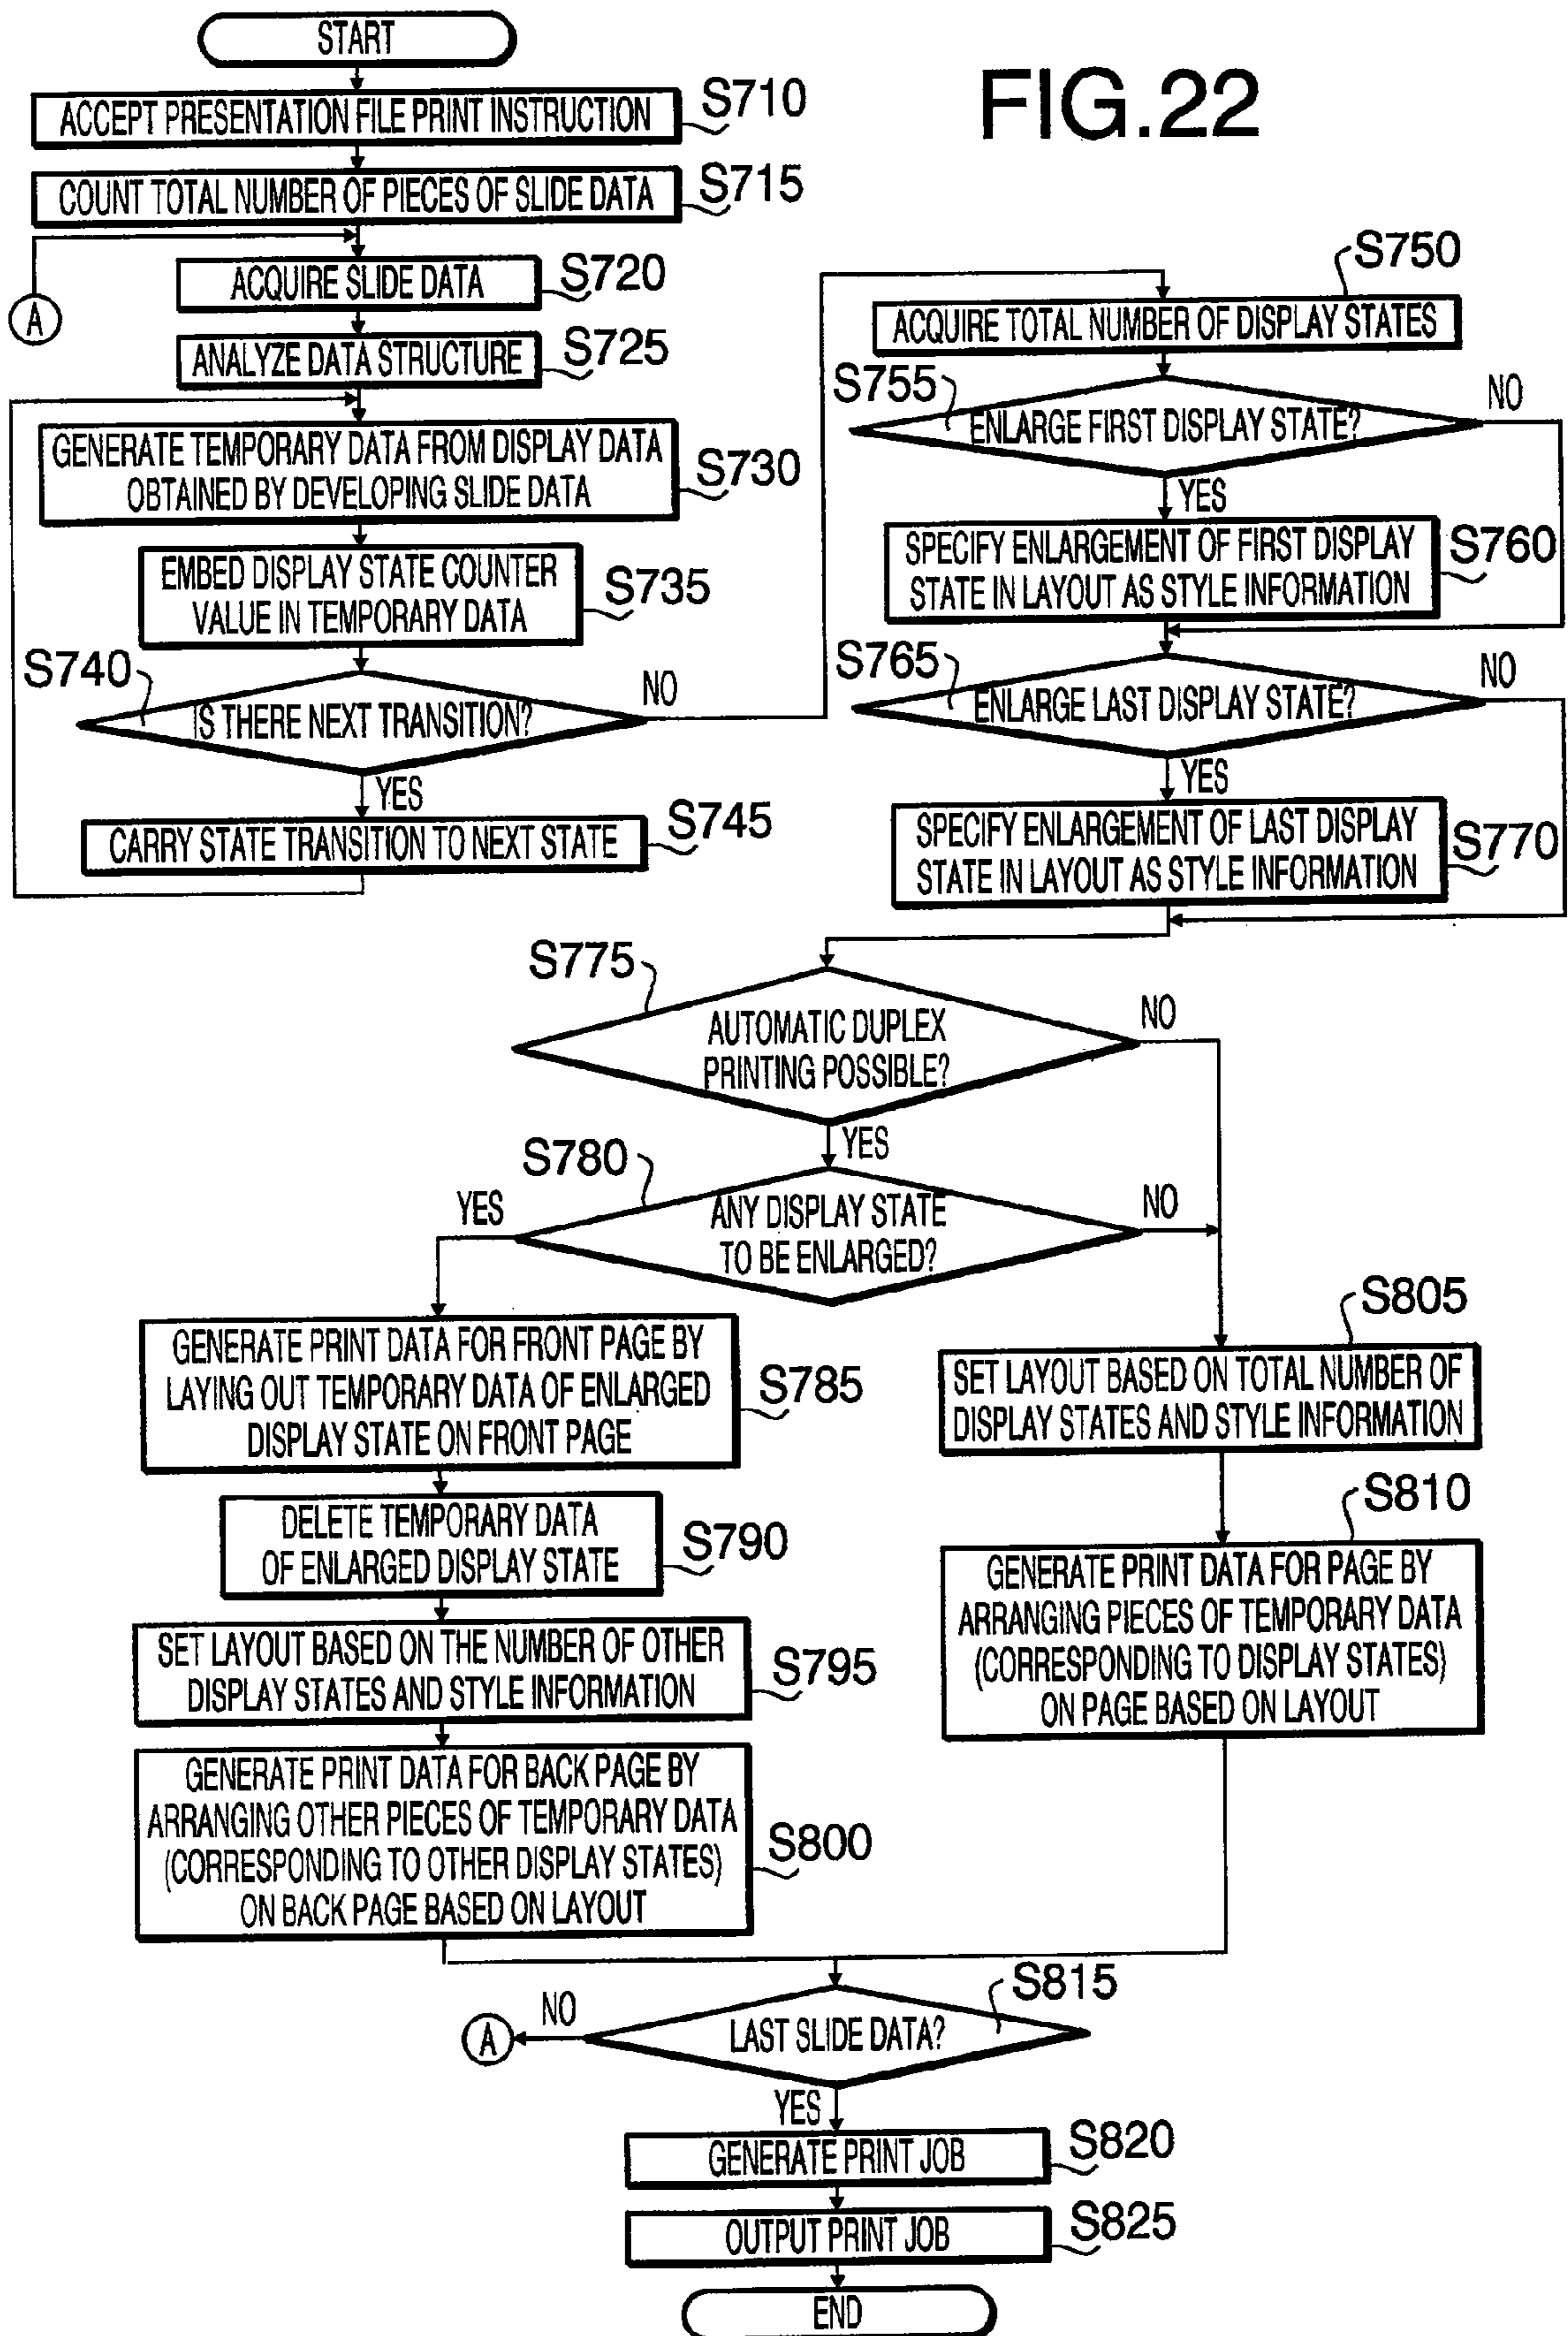 FIG.22
START
ACCEPT PRESENTATION FILE PRINT INSTRUCTION
S710
COUNT TOTAL NUMBER OF PIECES OF SLIDE DATA
S715
A
ACQUIRE SLIDE DATA
S720
ANALYZE DATA STRUCTURE
S725
GENERATE TEMPORARY DATA FROM DISPLAY DATA
OBTAINED BY DEVELOPING SLIDE DATA
S730
EMBED DISPLAY STATE COUNTER
VALUE IN TEMPORARY DATA
S735
S740
IS THERE NEXT TRANSITION?
NO
YES
CARRY STATE TRANSITION TO NEXT STATE
S745
S750
ACQUIRE TOTAL NUMBER OF DISPLAY STATES
S755
ENLARGE FIRST DISPLAY STATE?
NO
YES
SPECIFY ENLARGEMENT OF FIRST DISPLAY
STATE IN LAYOUT AS STYLE INFORMATION
S760
S765
ENLARGE LAST DISPLAY STATE?
NO
YES
SPECIFY ENLARGEMENT OF LAST DISPLAY
STATE IN LAYOUT AS STYLE INFORMATION
S770
S775
AUTOMATIC DUPLEX
PRINTING POSSIBLE?
NO
YES
S780
ANY DISPLAY STATE
TO BE ENLARGED?
YES
NO
GENERATE PRINT DATA FOR FRONT PAGE BY
LAYING OUT TEMPORARY DATA OF ENLARGED
DISPLAY STATE ON FRONT PAGE
S785
DELETE TEMPORARY DATA
OF ENLARGED DISPLAY STATE
S790
SET LAYOUT BASED ON THE NUMBER OF OTHER
DISPLAY STATES AND STYLE INFORMATION
S795
GENERATE PRINT DATA FOR BACK PAGE BY
ARRANGING OTHER PIECES OF TEMPORARY DATA
(CORRESPONDING TO OTHER DISPLAY STATES)
ON BACK PAGE BASED ON LAYOUT
S800
S805
SET LAYOUT BASED ON TOTAL NUMBER OF
DISPLAY STATES AND STYLE INFORMATION
S810
GENERATE PRINT DATA FOR PAGE BY
ARRANGING PIECES OF TEMPORARY DATA
(CORRESPONDING TO DISPLAY STATES)
ON PAGE BASED ON LAYOUT
S815
LAST SLIDE DATA?
NO
A
YES
GENERATE PRINT JOB
S820
OUTPUT PRINT JOB
S825
END